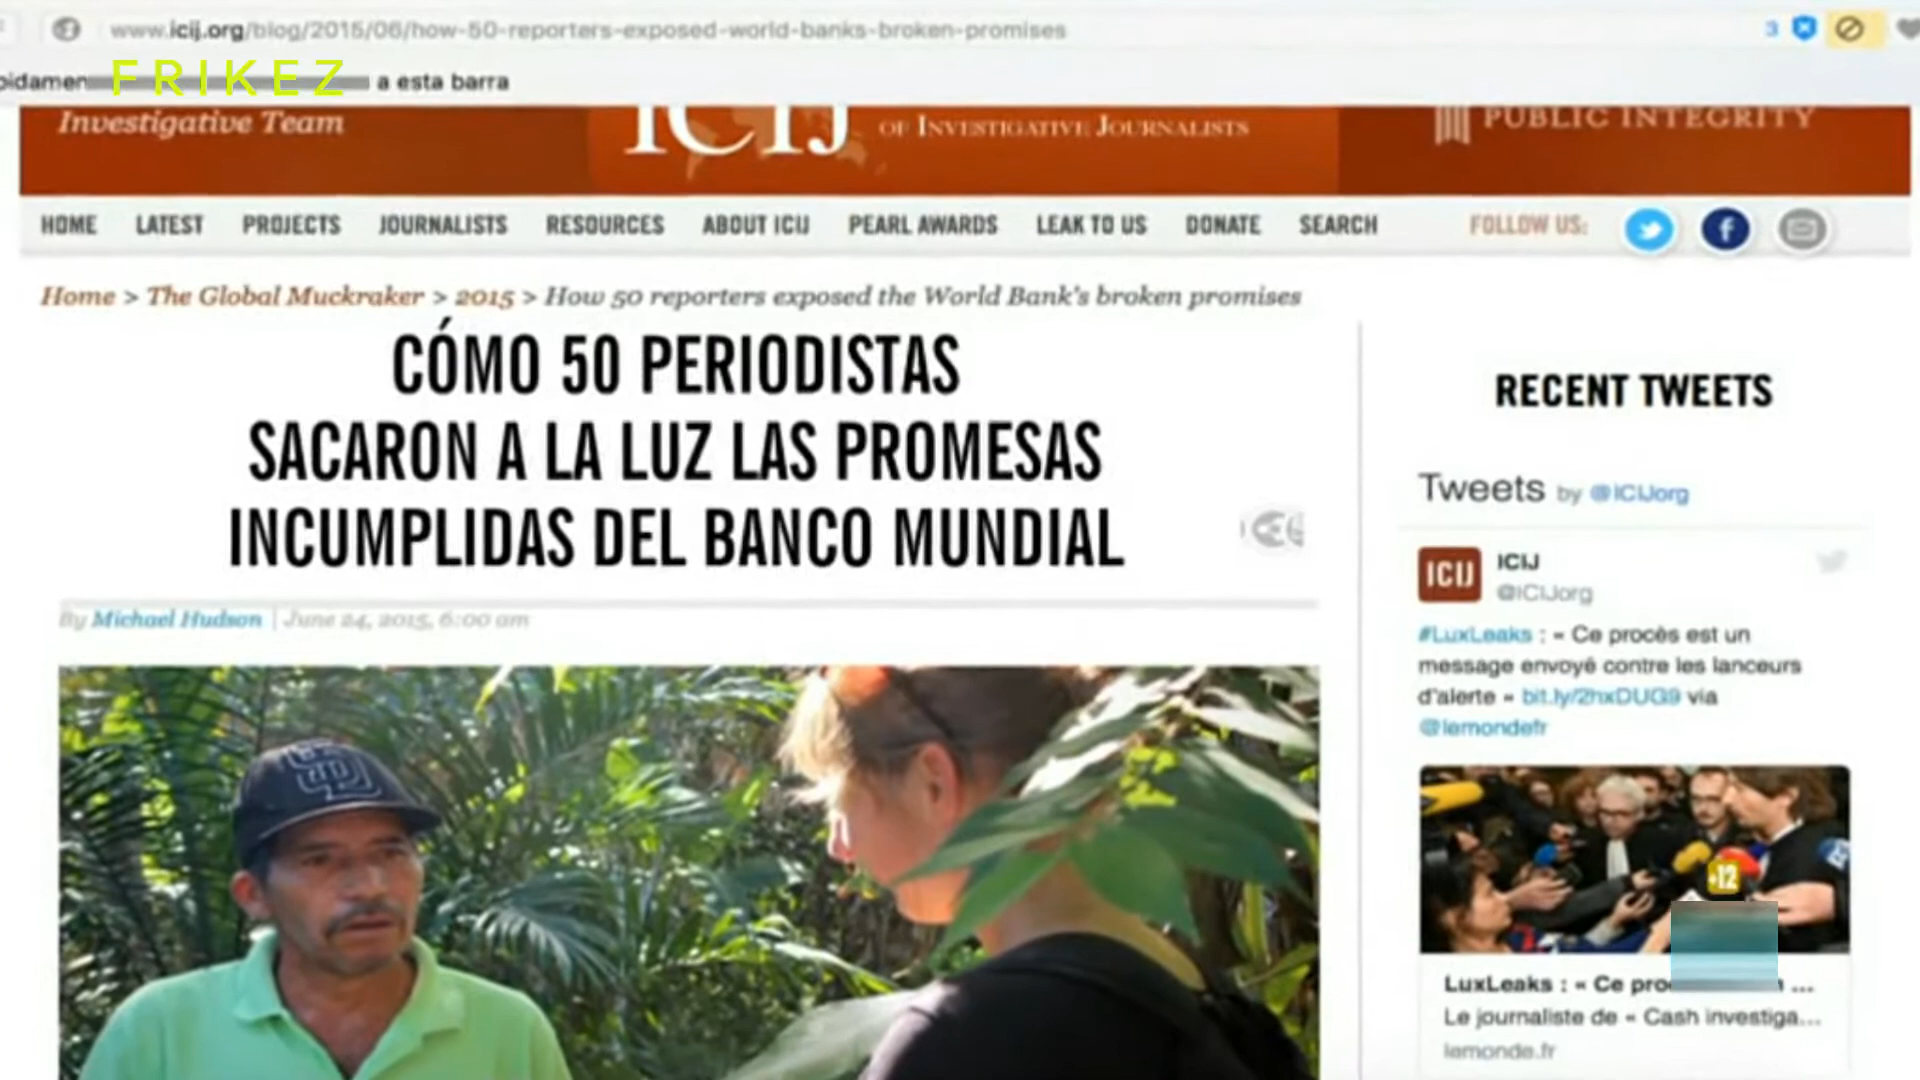 www.icij.org/blog/2015/06/how-50-reporters-exposed-world-banks-broken-promises
3
FRIKEZ
a esta barra
Investigative Team
ICIJ
OF INVESTIGATIVE JOURNALISTS
PUBLIC INTEGRITY
HOME LATEST PROJECTS JOURNALISTS RESOURCES ABOUT ICIJ PEARL AWARDS LEAK TO US DONATE SEARCH FOLLOW US:
Home > The Global Muckraker > 2015 > How 50 reporters exposed the World Bank's broken promises
CÓMO 50 PERIODISTAS
SACARON A LA LUZ LAS PROMESAS
INCUMPLIDAS DEL BANCO MUNDIAL
By Michael Hudson | June 24, 2015, 6:00 am
RECENT TWEETS
Tweets by @ICIJorg
ICIJ
ICIJ
@ICIJorg
#LuxLeaks : « Ce procès est un
message envoyé contre les lanceurs
d'alerte » bit.ly/2hxDUG9 via
@lemondefr
+12
LuxLeaks : « Ce pro ...
Le journaliste de « Cash investiga...
lemonde.fr